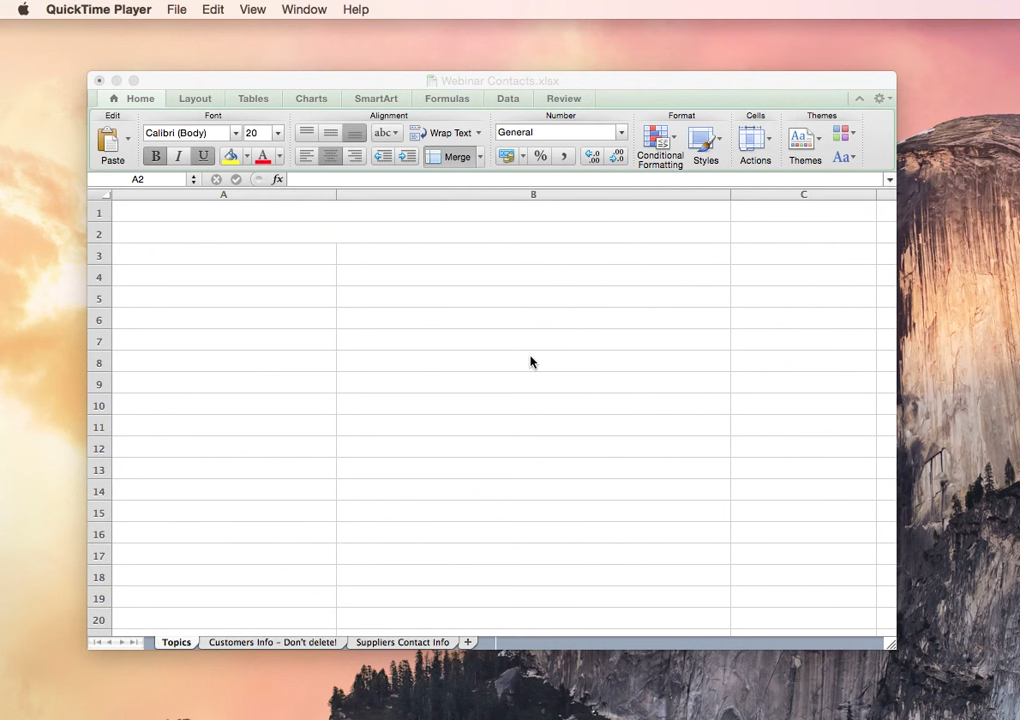 QuickTime Player File Edit View Window Help
Webinar Contacts.xlsx
Home Layout Tables Charts SmartArt Formulas Data Review
Edit Font Alignment Number Format Cells Themes
Calibri (Body) 20 abc Wrap Text General
Paste B I U A Merge % , .0 .00 Conditional Formatting Styles Actions Aa Themes Aa
A2 fx
A B C
1
2
3
4
5
6
7
8
9
10
11
12
13
14
15
16
17
18
19
20
Topics Customers Info - Don't delete! Suppliers Contact Info +